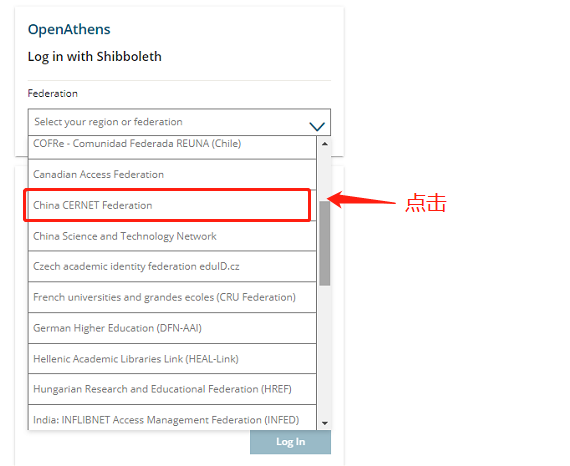 OpenAthens
Log in with Shibboleth
Federation
Select your region or federation
COFRe - Comunidad Federada REUNA (Chile)
Canadian Access Federation
China CERNET Federation
点击
China Science and Technology Network
Czech academic identity federation eduID.cz
French universities and grandes ecoles (CRU Federation)
German Higher Education (DFN-AAI)
Hellenic Academic Libraries Link (HEAL-Link)
Hungarian Research and Educational Federation (HREF)
India: INFLIBNET Access Management Federation (INFED)
Log In